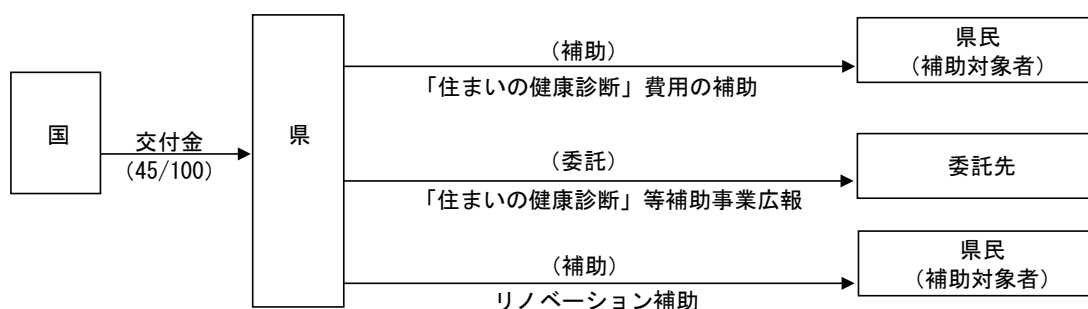 国
交付金
(45/100)
県
（補助）
「住まいの健康診断」費用の補助
県民
（補助対象者）
（委託）
「住まいの健康診断」等補助事業広報
委託先
（補助）
リノベーション補助
県民
（補助対象者）